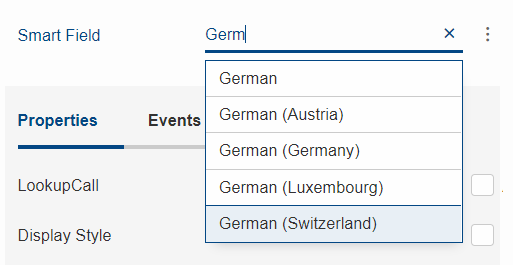 Smart Field Germ
German
German (Austria)
Properties Events
German (Germany)
LookupCall German (Luxembourg)
German (Switzerland)
Display Style